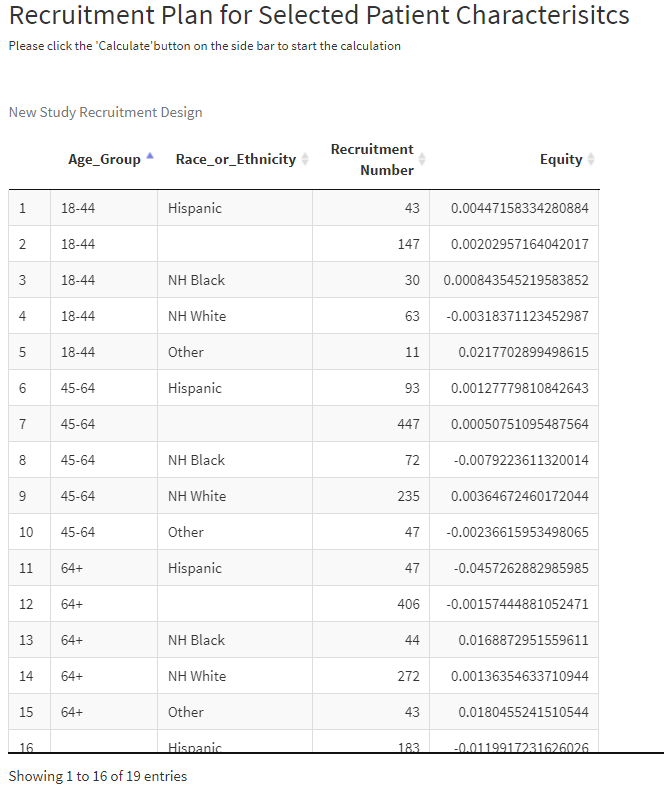 Recruitment Plan for Selected Patient Characterisitcs
Please click the 'Calculate'button on the side bar to start the calculation
New Study Recruitment Design
Age_Group Race_or_Ethnicity Recruitment Number Equity
1 18-44 Hispanic 43 0.00447158334280884
2 18-44 147 0.00202957164042017
3 18-44 NH Black 30 0.000843545219583852
4 18-44 NH White 63 -0.00318371123452987
5 18-44 Other 11 0.0217702899498615
6 45-64 Hispanic 93 0.00127779810842643
7 45-64 447 0.00050751095487564
8 45-64 NH Black 72 -0.0079223611320014
9 45-64 NH White 235 0.00364672460172044
10 45-64 Other 47 -0.00236615953498065
11 64+ Hispanic 47 -0.0457262882985985
12 64+ 406 -0.00157444881052471
13 64+ NH Black 44 0.0168872951559611
14 64+ NH White 272 0.00136354633710944
15 64+ Other 43 0.0180455241510544
16 Hispanic 183 -0.0119917231626026
Showing 1 to 16 of 19 entries